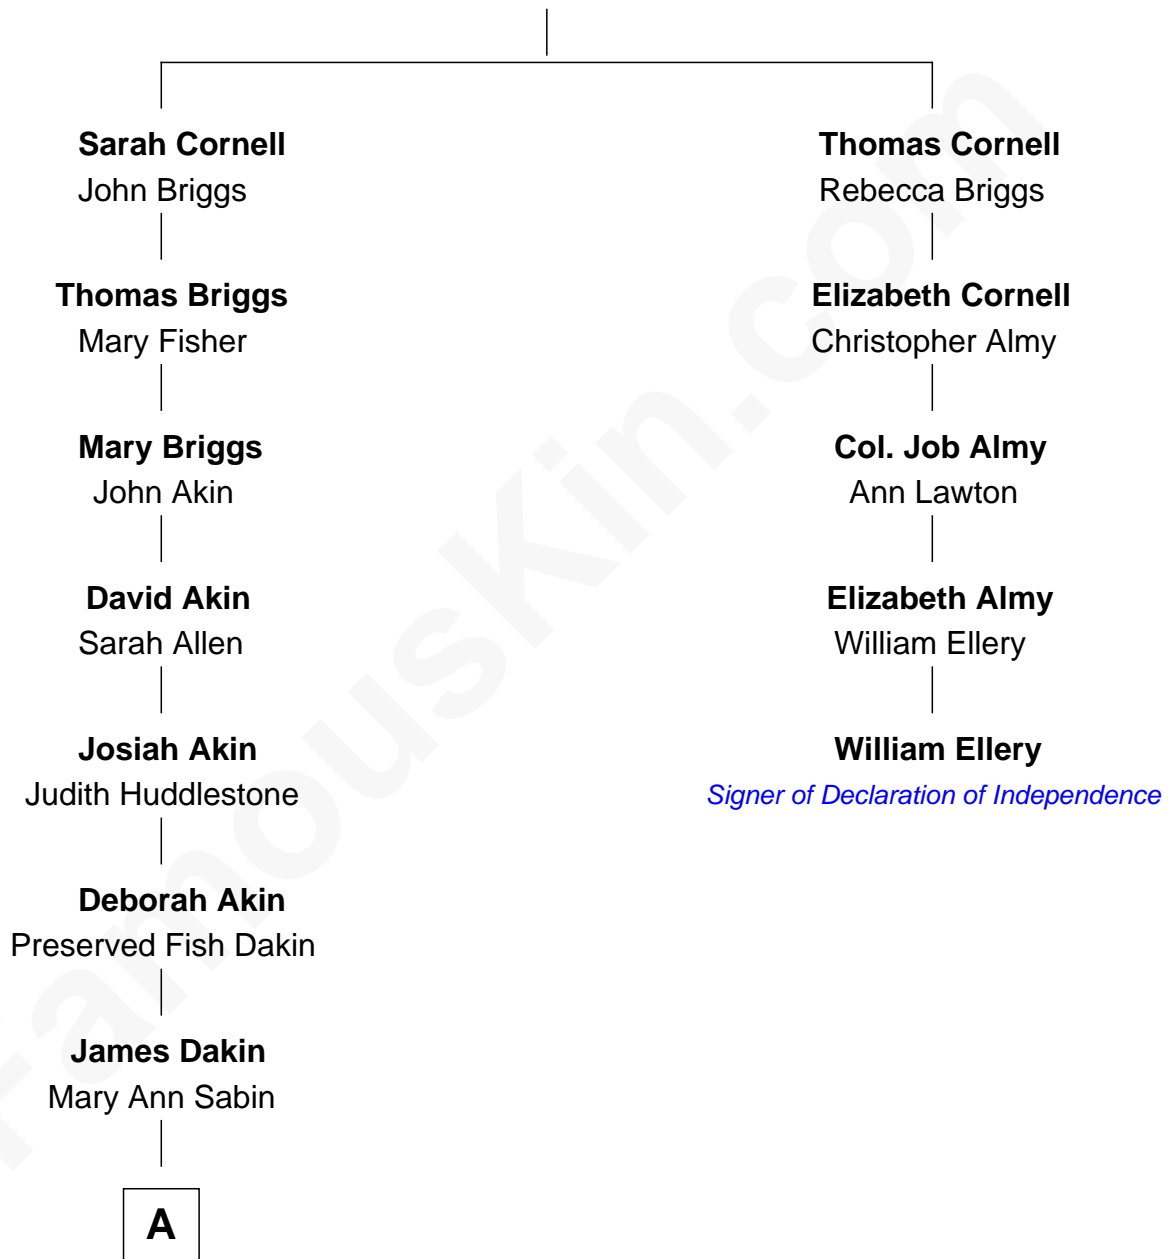 Sarah Cornell
John Briggs
Thomas Briggs
Mary Fisher
Mary Briggs
John Akin
David Akin
Sarah Allen
Josiah Akin
Judith Huddlestone
Deborah Akin
Preserved Fish Dakin
James Dakin
Mary Ann Sabin
A
Thomas Cornell
Rebecca Briggs
Elizabeth Cornell
Christopher Almy
Col. Job Almy
Ann Lawton
Elizabeth Almy
William Ellery
William Ellery
Signer of Declaration of Independence
FamousKin.com